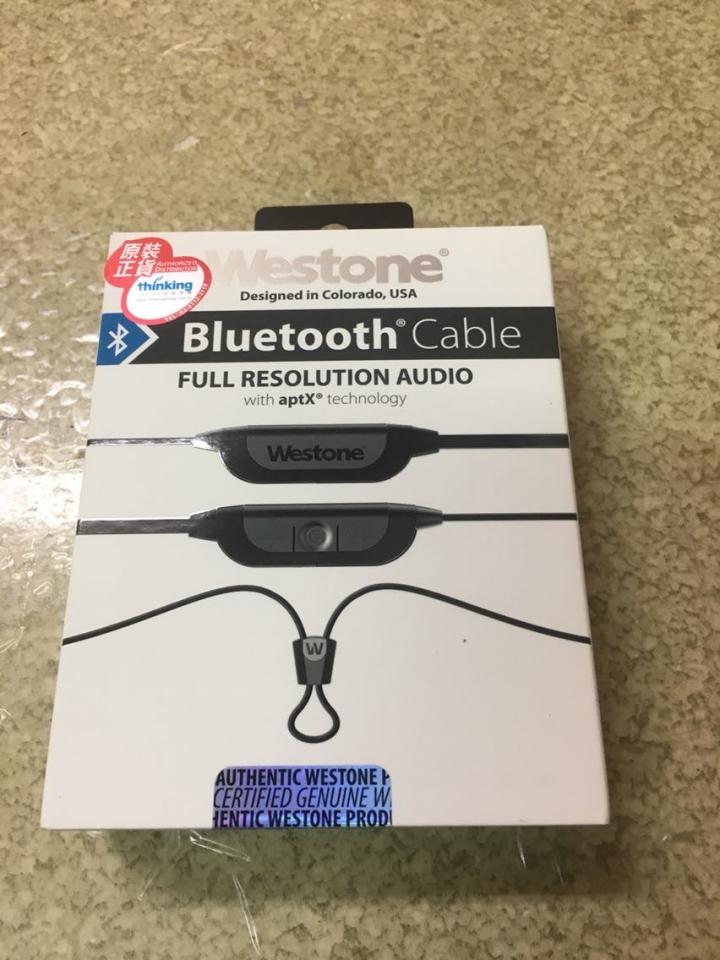 原裝
正貨 AUTHORIZED
DISTRIBUTOR
thinking
Westone®
Designed in Colorado, USA
Bluetooth® Cable
FULL RESOLUTION AUDIO
with aptX® technology
Westone
W
AUTHENTIC WESTONE P
CERTIFIED GENUINE W
HENTIC WESTONE PROD